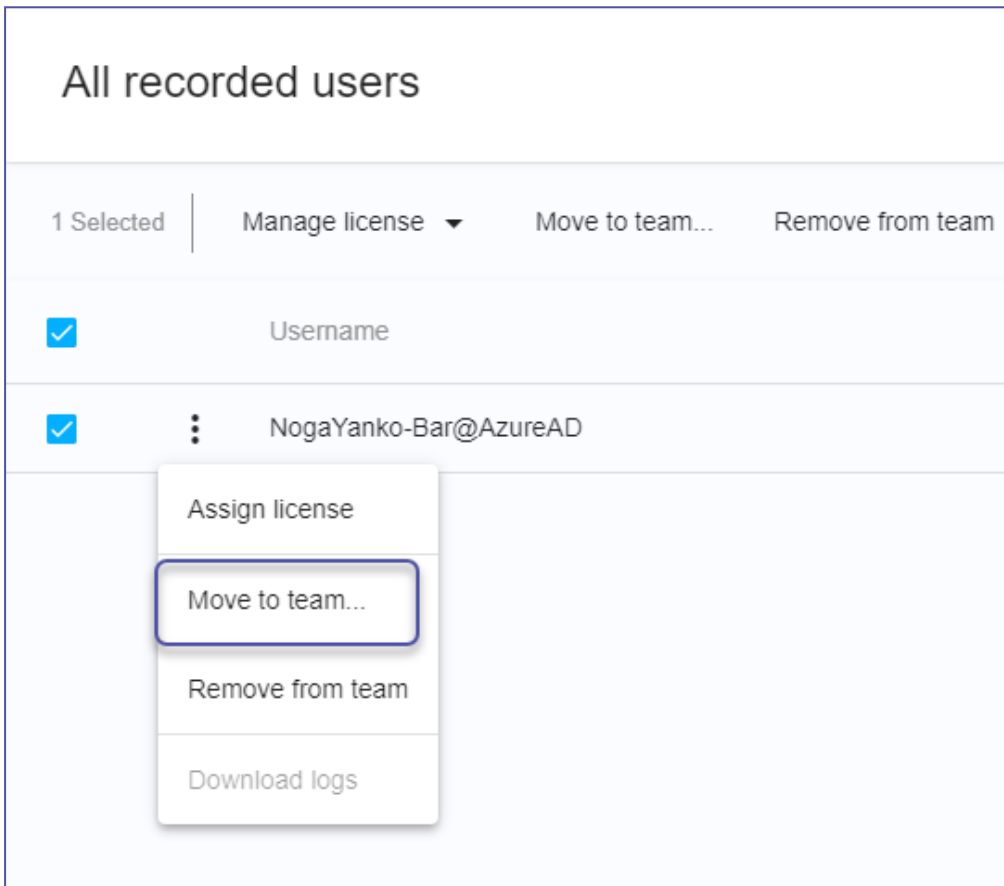 All recorded users
1 Selected Manage license Move to team... Remove from team
Username
NogaYanko-Bar@AzureAD
Assign license
Move to team...
Remove from team
Download logs